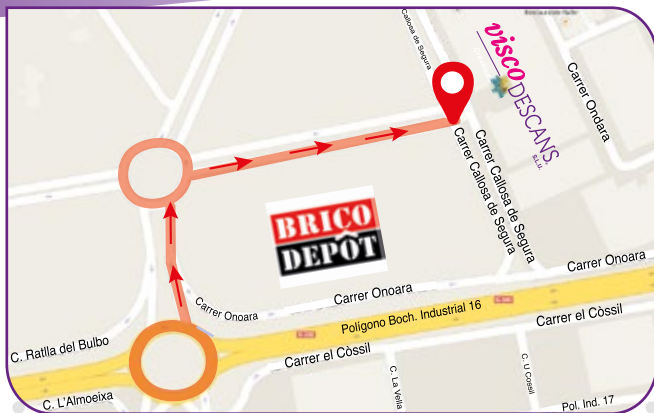 Callosa de Segura
visco
DESCANS.
S.L.U.
Carrer Ondara
Carrer Callosa de Segura
Carrer Callosa de Segura
BRICO
DEPÔT
Carrer Onoara
Carrer Onoara
Carrer Onoara
Polígono Boch. Industrial 16
Carrer el Còssil
Carrer el Còssil
C. Ratlla del Bulbo
C. L'Almoeixa
C. La Vella
C. U Cossil
Pol. Ind. 17